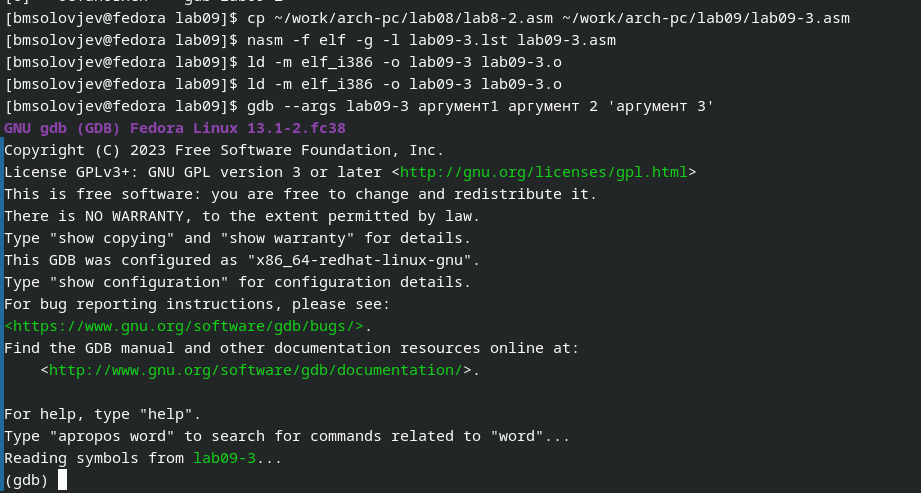 [bmsolovjev@fedora lab09]$ cp ~/work/arch-pc/lab08/lab8-2.asm ~/work/arch-pc/lab09/lab09-3.asm
[bmsolovjev@fedora lab09]$ nasm -f elf -g -l lab09-3.lst lab09-3.asm
[bmsolovjev@fedora lab09]$ ld -m elf_i386 -o lab09-3 lab09-3.o
[bmsolovjev@fedora lab09]$ ld -m elf_i386 -o lab09-3 lab09-3.o
[bmsolovjev@fedora lab09]$ gdb --args lab09-3 аргумент1 аргумент 2 'аргумент 3'
GNU gdb (GDB) Fedora Linux 13.1-2.fc38
Copyright (C) 2023 Free Software Foundation, Inc.
License GPLv3+: GNU GPL version 3 or later <http://gnu.org/licenses/gpl.html>
This is free software: you are free to change and redistribute it.
There is NO WARRANTY, to the extent permitted by law.
Type "show copying" and "show warranty" for details.
This GDB was configured as "x86_64-redhat-linux-gnu".
Type "show configuration" for configuration details.
For bug reporting instructions, please see:
<https://www.gnu.org/software/gdb/bugs/>.
Find the GDB manual and other documentation resources online at:
    <http://www.gnu.org/software/gdb/documentation/>.
For help, type "help".
Type "apropos word" to search for commands related to "word"...
Reading symbols from lab09-3...
(gdb)